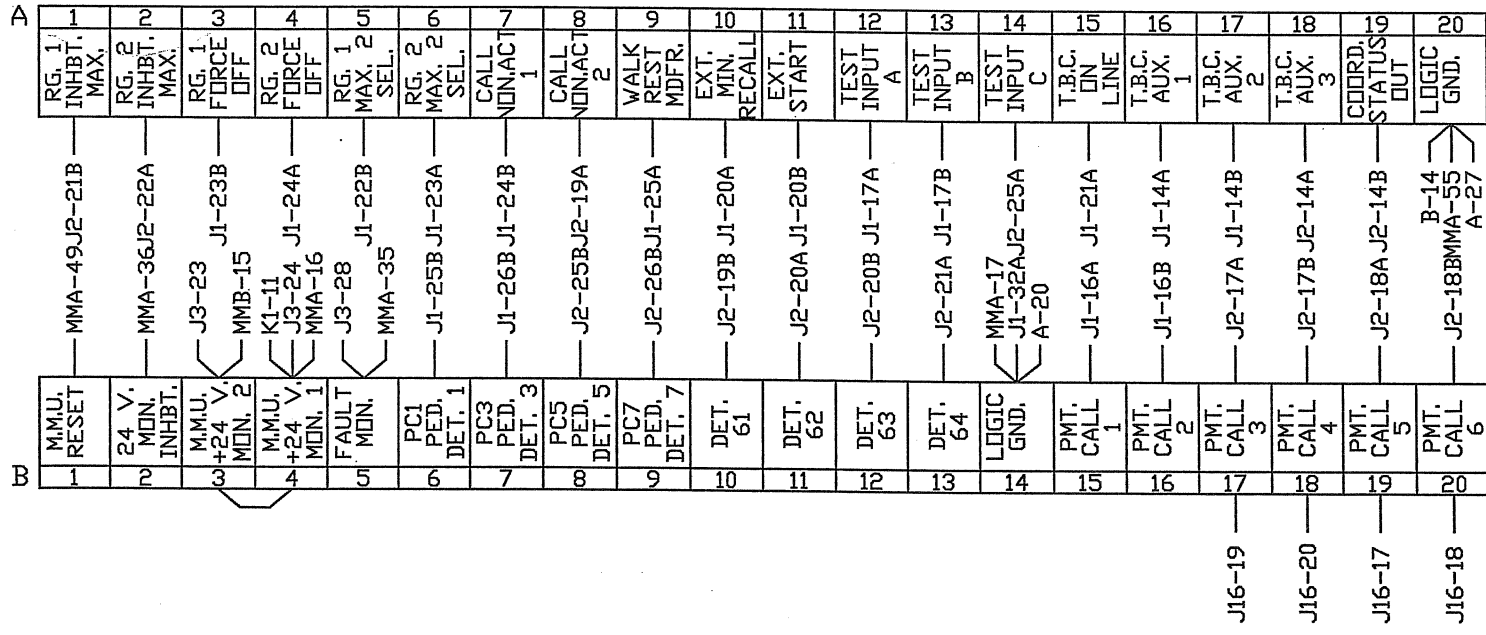 A 1 2 3 4 5 6 7 8 9 10 11 12 13 14 15 16 17 18 19 20
RG. 1
INHBT.
MAX.
RG. 2
INHBT.
MAX.
RG. 1
FORCE
OFF
RG. 2
FORCE
OFF
RG. 1
MAX. 2
SEL.
RG. 2
MAX. 2
SEL.
CALL
NON.ACT
1
CALL
NON.ACT
2
WALK
REST
MDFR.
EXT.
MIN.
RECALL
EXT.
START
TEST
INPUT
A
TEST
INPUT
B
TEST
INPUT
C
T.B.C.
ON
LINE
T.B.C.
AUX.
1
T.B.C.
AUX.
2
T.B.C.
AUX.
3
COORD.
STATUS
OUT
LOGIC
GND.
J2-21B
J2-22A
J1-23B
J1-24A
J1-22B
J1-23A
J1-24B
J2-19A
J1-25A
J1-20A
J1-20B
J1-17A
J1-17B
J2-25A
J1-21A
J1-14A
J1-14B
J2-14A
J2-14B
B-14
MMA-55
A-27
MMA-49
MMA-36
J3-23
MMB-15
K1-11
J3-24
MMA-16
J3-28
MMA-35
J1-25B
J1-26B
J2-25B
J2-26B
J2-19B
J2-20A
J2-20B
J2-21A
MMA-17
J1-32A
A-20
J1-16A
J1-16B
J2-17A
J2-17B
J2-18A
J2-18B
M.M.U.
RESET
24 V.
MON.
INHBT.
M.M.U.
+24 V.
MON. 2
M.M.U.
+24 V.
MON. 1
FAULT
MON.
PC1
PED.
DET. 1
PC3
PED.
DET. 3
PC5
PED.
DET. 5
PC7
PED.
DET. 7
DET.
61
DET.
62
DET.
63
DET.
64
LOGIC
GND.
PMT.
CALL
1
PMT.
CALL
2
PMT.
CALL
3
PMT.
CALL
4
PMT.
CALL
5
PMT.
CALL
6
B 1 2 3 4 5 6 7 8 9 10 11 12 13 14 15 16 17 18 19 20
J16-19
J16-20
J16-17
J16-18